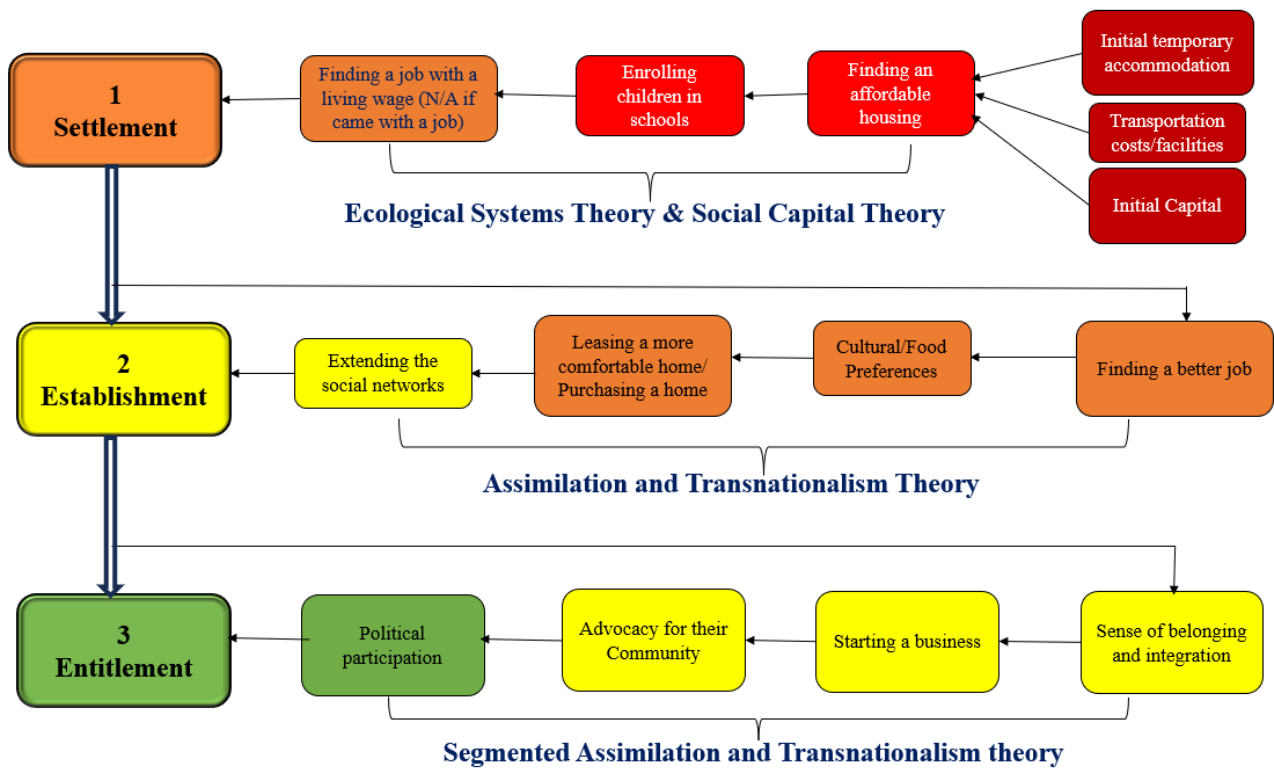 1
Settlement
Finding a job with a
living wage (N/A if
came with a job)
Enrolling
children in
schools
Finding an
affordable
housing
Initial temporary
accommodation
Transportation
costs/facilities
Initial Capital
Ecological Systems Theory & Social Capital Theory
2
Establishment
Extending the
social networks
Leasing a more
comfortable home/
Purchasing a home
Cultural/Food
Preferences
Finding a better job
Assimilation and Transnationalism Theory
3
Entitlement
Political
participation
Advocacy for their
Community
Starting a business
Sense of belonging
and integration
Segmented Assimilation and Transnationalism theory